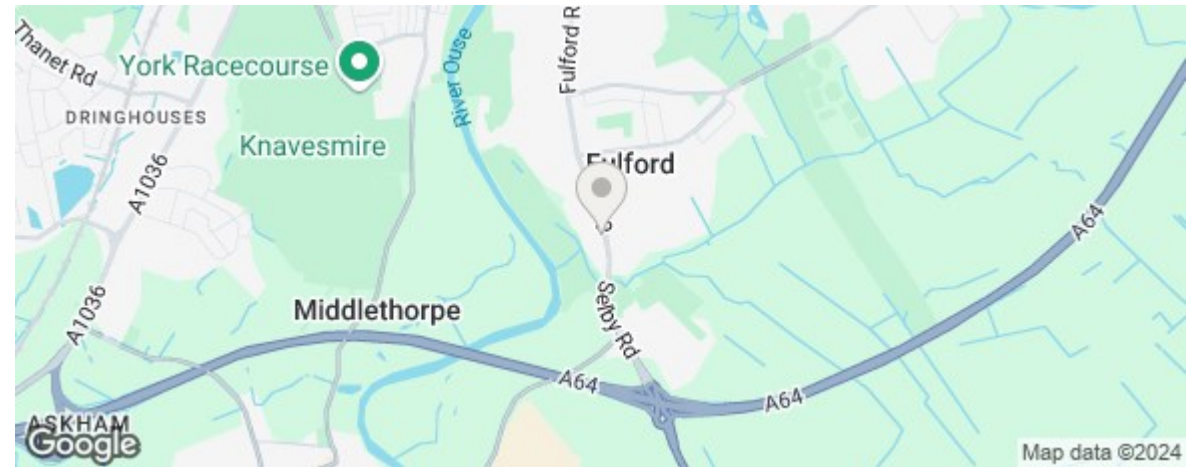 Thanet Rd
York Racecourse
DRINGHOUSES
Knavesmire
A1036
A1036
River Ouse
Fulford R
Fulford
Middlethorpe
Selby Rd
A64
A64
A64
ASKHAM
Google
Map data ©2024